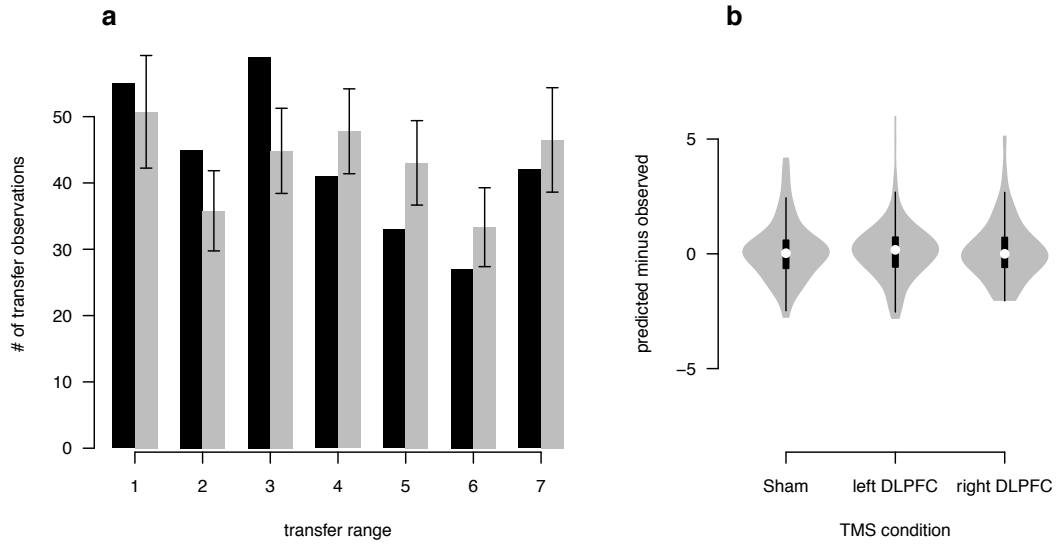 a
# of transfer observations
50
40
30
20
10
0
1 2 3 4 5 6 7
transfer range
b
predicted minus observed
5
0
−5
Sham left DLPFC right DLPFC
TMS condition